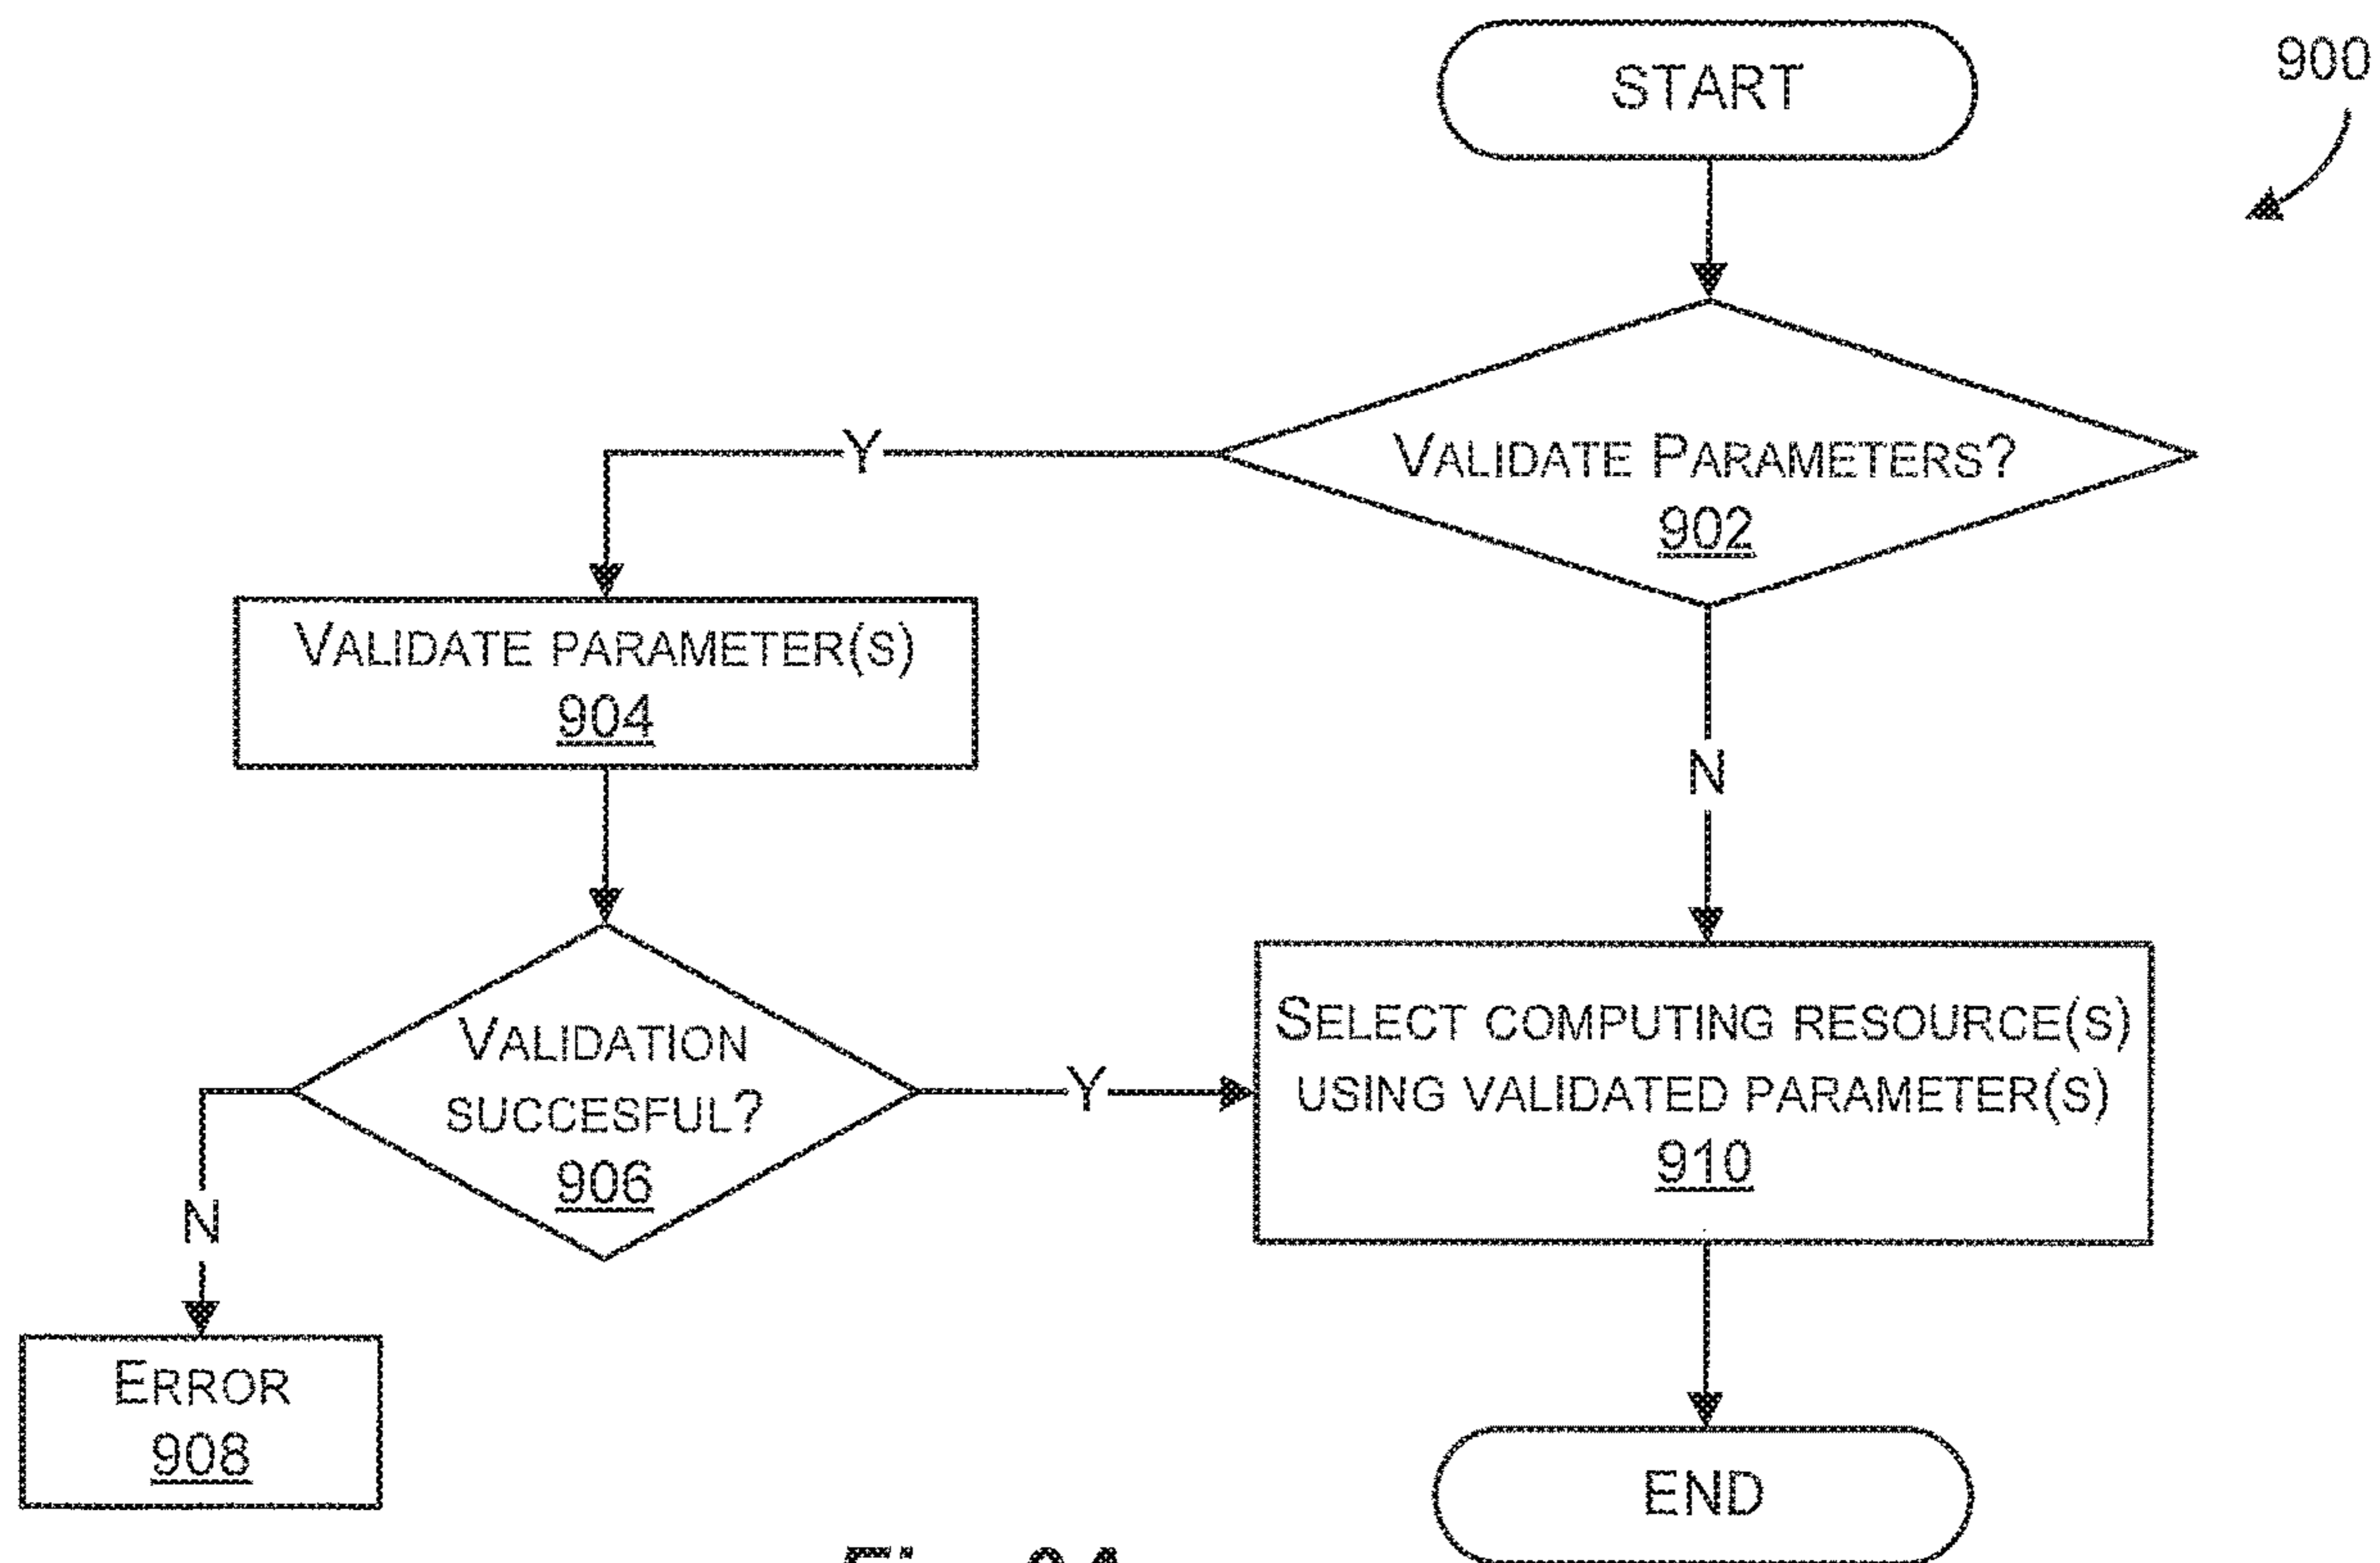 START
900
VALIDATE PARAMETERS?
902
Y
VALIDATE PARAMETER(S)
904
N
VALIDATION
SUCCESFUL?
906
Y
SELECT COMPUTING RESOURCE(S)
USING VALIDATED PARAMETER(S)
910
N
ERROR
908
END